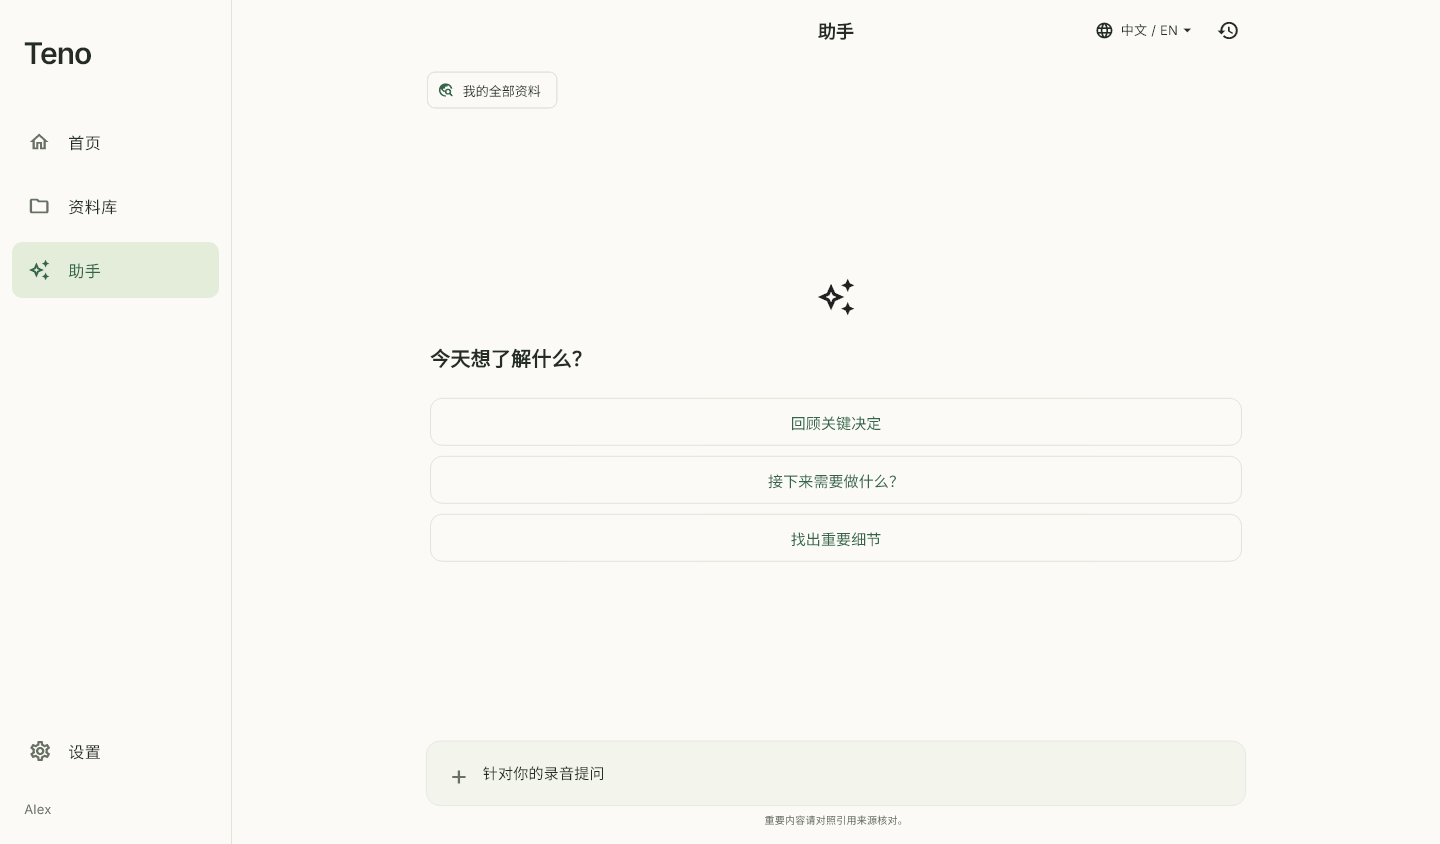 Teno
首页
资料库
助手
设置
Alex
助手
中文 / EN
我的全部资料
今天想了解什么？
回顾关键决定
接下来需要做什么？
找出重要细节
针对你的录音提问
重要内容请对照引用来源核对。